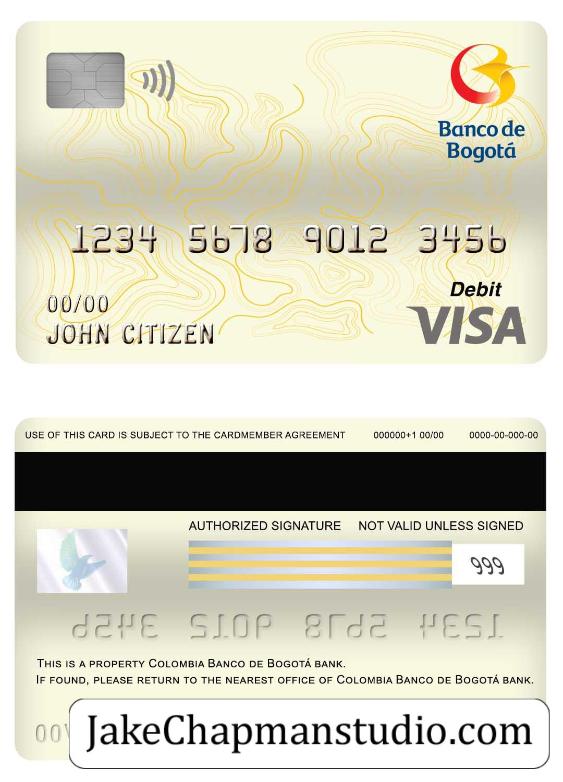 Banco de
Bogotá
1234 5678 9012 3456
00/00
JOHN CITIZEN
Debit
VISA
USE OF THIS CARD IS SUBJECT TO THE CARDMEMBER AGREEMENT 000000+1 00/00 0000-00-000-00
AUTHORIZED SIGNATURE NOT VALID UNLESS SIGNED
999
1234 5678 9012 3456
THIS IS A PROPERTY COLOMBIA BANCO DE BOGOTÁ BANK.
IF FOUND, PLEASE RETURN TO THE NEAREST OFFICE OF COLOMBIA BANCO DE BOGOTÁ BANK.
JakeChapmanstudio.com